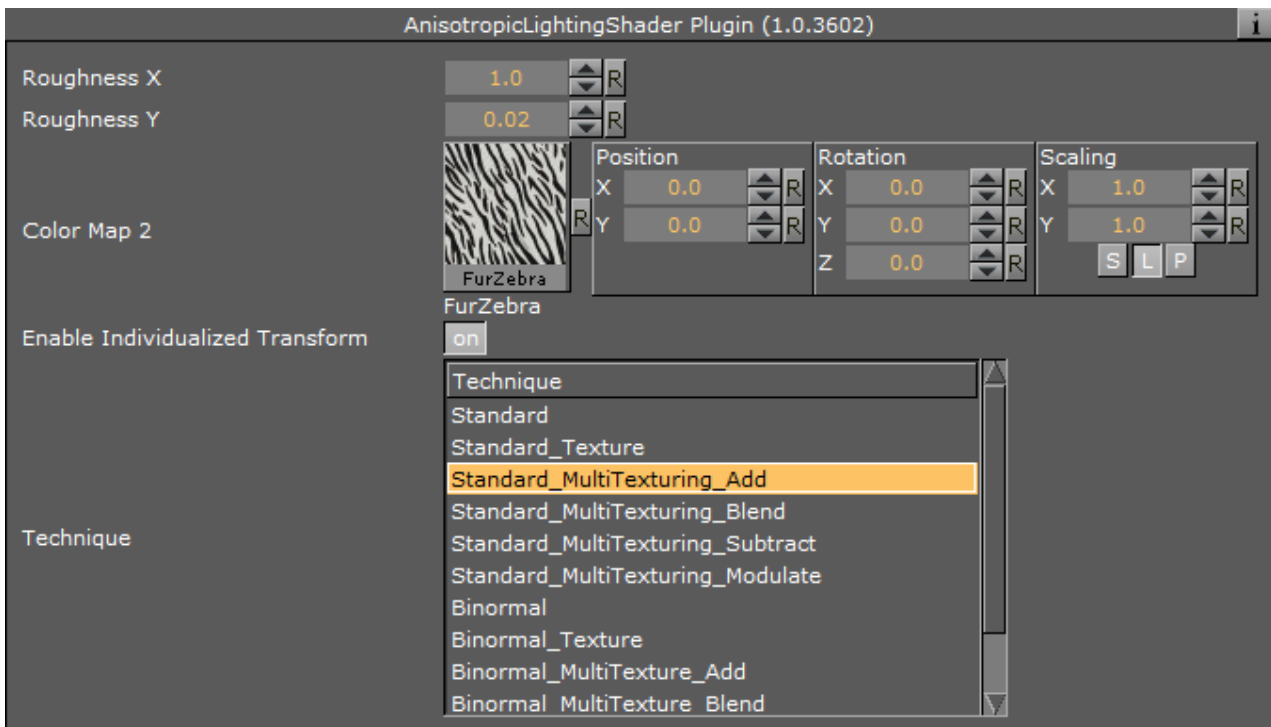 AnisotropicLightingShader Plugin (1.0.3602) i
Roughness X 1.0 R
Roughness Y 0.02 R
Position Rotation Scaling
X 0.0 R X 0.0 R X 1.0 R
Color Map 2 R Y 0.0 R Y 0.0 R Y 1.0 R
Z 0.0 R S L P
FurZebra
FurZebra
Enable Individualized Transform on
Technique
Standard
Standard_Texture
Standard_MultiTexturing_Add
Standard_MultiTexturing_Blend
Technique Standard_MultiTexturing_Subtract
Standard_MultiTexturing_Modulate
Binormal
Binormal_Texture
Binormal_MultiTexture_Add
Binormal_MultiTexture_Blend